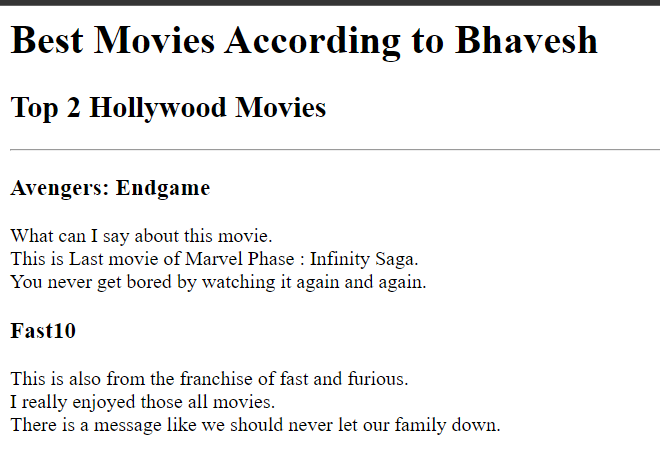 Best Movies According to Bhavesh
Top 2 Hollywood Movies
Avengers: Endgame
What can I say about this movie.
This is Last movie of Marvel Phase : Infinity Saga.
You never get bored by watching it again and again.
Fast10
This is also from the franchise of fast and furious.
I really enjoyed those all movies.
There is a message like we should never let our family down.